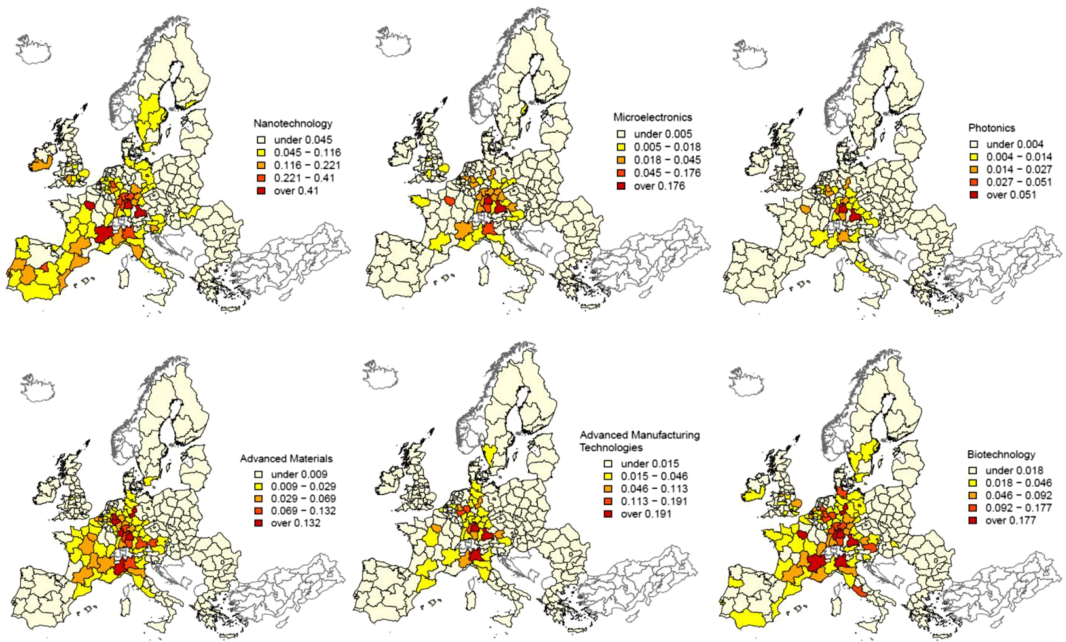 Nanotechnology
under 0.045
0.045 – 0.116
0.116 – 0.221
0.221 – 0.41
over 0.41
Microelectronics
under 0.005
0.005 – 0.018
0.018 – 0.045
0.045 – 0.176
over 0.176
Photonics
under 0.004
0.004 – 0.014
0.014 – 0.027
0.027 – 0.051
over 0.051
Advanced Materials
under 0.009
0.009 – 0.029
0.029 – 0.069
0.069 – 0.132
over 0.132
Advanced Manufacturing
Technologies
under 0.015
0.015 – 0.046
0.046 – 0.113
0.113 – 0.191
over 0.191
Biotechnology
under 0.018
0.018 – 0.046
0.046 – 0.092
0.092 – 0.177
over 0.177